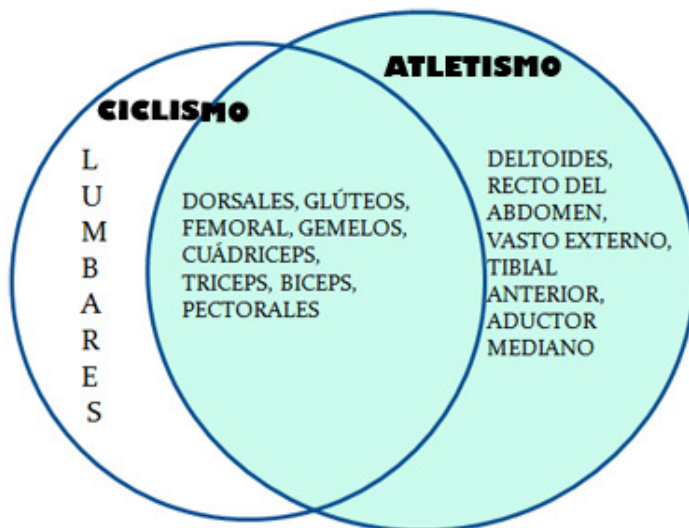 ATLETISMO
CICLISMO
LUMBARES
DORSALES, GLÚTEOS,
FEMORAL, GEMELOS,
CUÁDRICEPS,
TRICEPS, BICEPS,
PECTORALES
DELTOIDES,
RECTO DEL
ABDOMEN,
VASTO EXTERNO,
TIBIAL
ANTERIOR,
ADUCTOR
MEDIANO